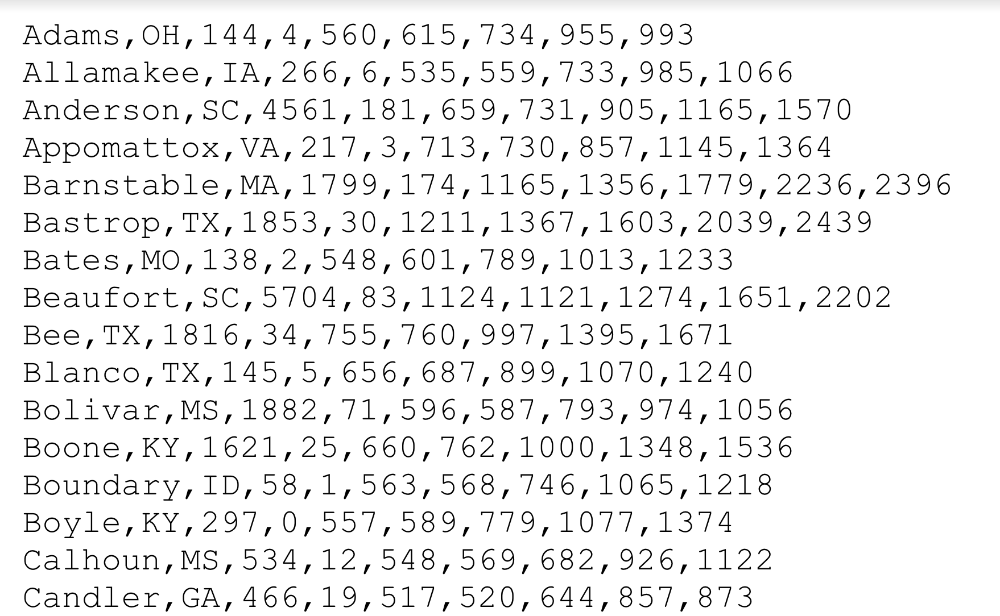 Adams,OH,144,4,560,615,734,955,993
Allamakee,IA,266,6,535,559,733,985,1066
Anderson,SC,4561,181,659,731,905,1165,1570
Appomattox,VA,217,3,713,730,857,1145,1364
Barnstable,MA,1799,174,1165,1356,1779,2236,2396
Bastrop,TX,1853,30,1211,1367,1603,2039,2439
Bates,MO,138,2,548,601,789,1013,1233
Beaufort,SC,5704,83,1124,1121,1274,1651,2202
Bee,TX,1816,34,755,760,997,1395,1671
Blanco,TX,145,5,656,687,899,1070,1240
Bolivar,MS,1882,71,596,587,793,974,1056
Boone,KY,1621,25,660,762,1000,1348,1536
Boundary,ID,58,1,563,568,746,1065,1218
Boyle,KY,297,0,557,589,779,1077,1374
Calhoun,MS,534,12,548,569,682,926,1122
Candler,GA,466,19,517,520,644,857,873